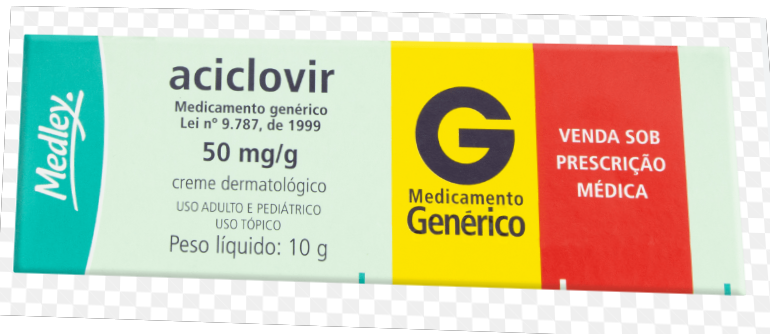 Medley.
aciclovir
Medicamento genérico
Lei nº 9.787, de 1999
50 mg/g
creme dermatológico
USO ADULTO E PEDIÁTRICO
USO TÓPICO
Peso líquido: 10 g
G
Medicamento
Genérico
VENDA SOB
PRESCRIÇÃO
MÉDICA